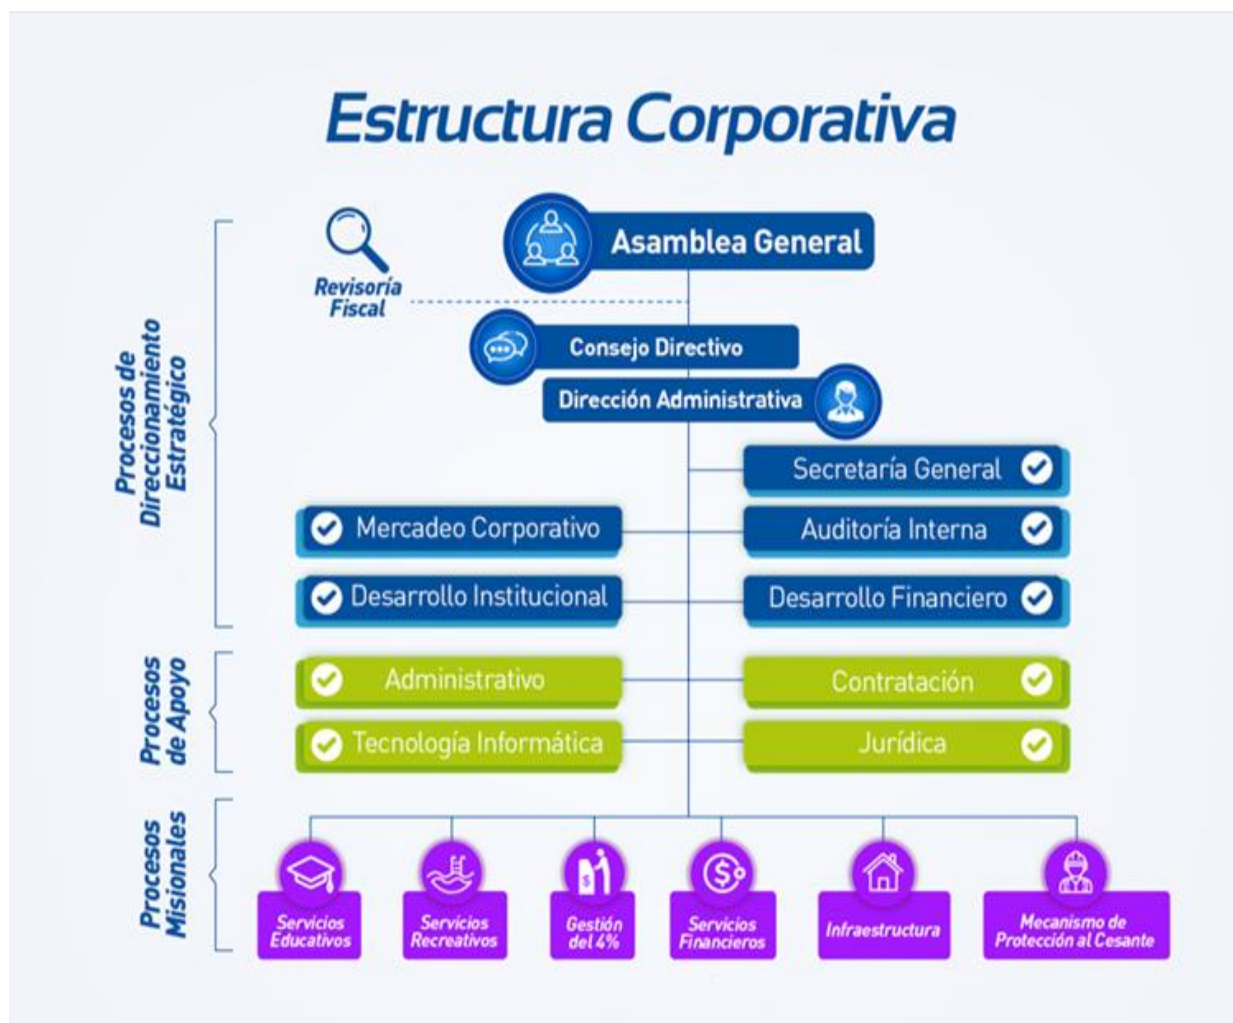 Estructura Corporativa
Asamblea General
Revisoría
Fiscal
Consejo Directivo
Dirección Administrativa
Procesos de
Direccionamiento
Estratégico
Secretaría General
Mercadeo Corporativo
Auditoría Interna
Desarrollo Institucional
Desarrollo Financiero
Procesos
de Apoyo
Administrativo
Contratación
Tecnología Informática
Jurídica
Procesos
Misionales
Servicios
Educativos
Servicios
Recreativos
Gestión
del 4%
Servicios
Financieros
Infraestructura
Mecanismo de
Protección al Cesante